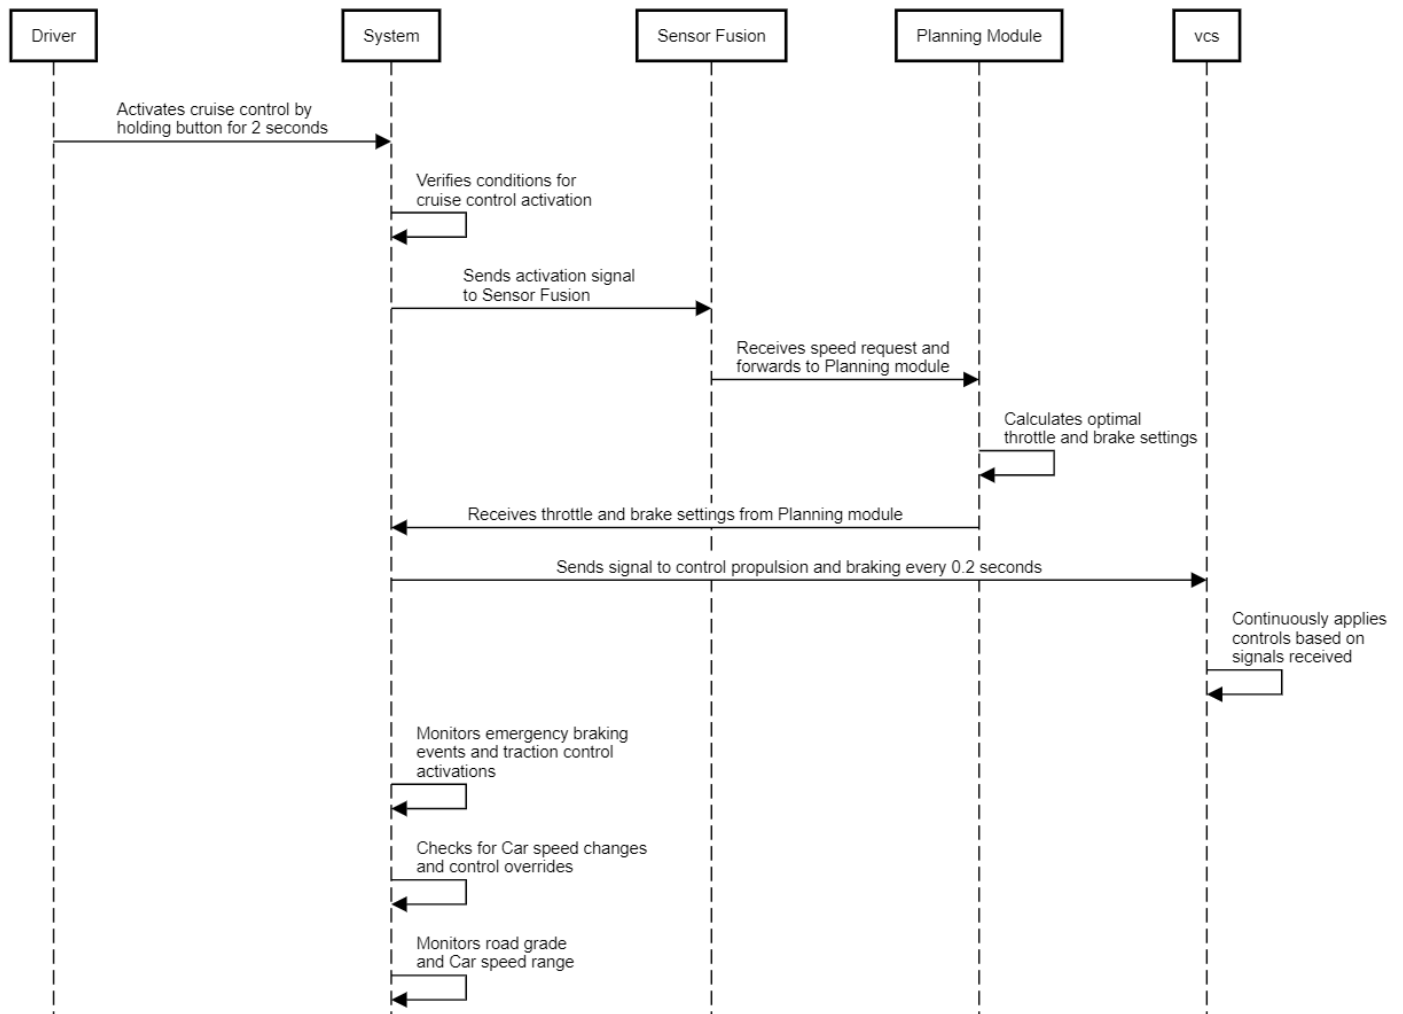 Driver
System
Sensor Fusion
Planning Module
vcs
Activates cruise control by
holding button for 2 seconds
Verifies conditions for
cruise control activation
Sends activation signal
to Sensor Fusion
Receives speed request and
forwards to Planning module
Calculates optimal
throttle and brake settings
Receives throttle and brake settings from Planning module
Sends signal to control propulsion and braking every 0.2 seconds
Continuously applies
controls based on
signals received
Monitors emergency braking
events and traction control
activations
Checks for Car speed changes
and control overrides
Monitors road grade
and Car speed range